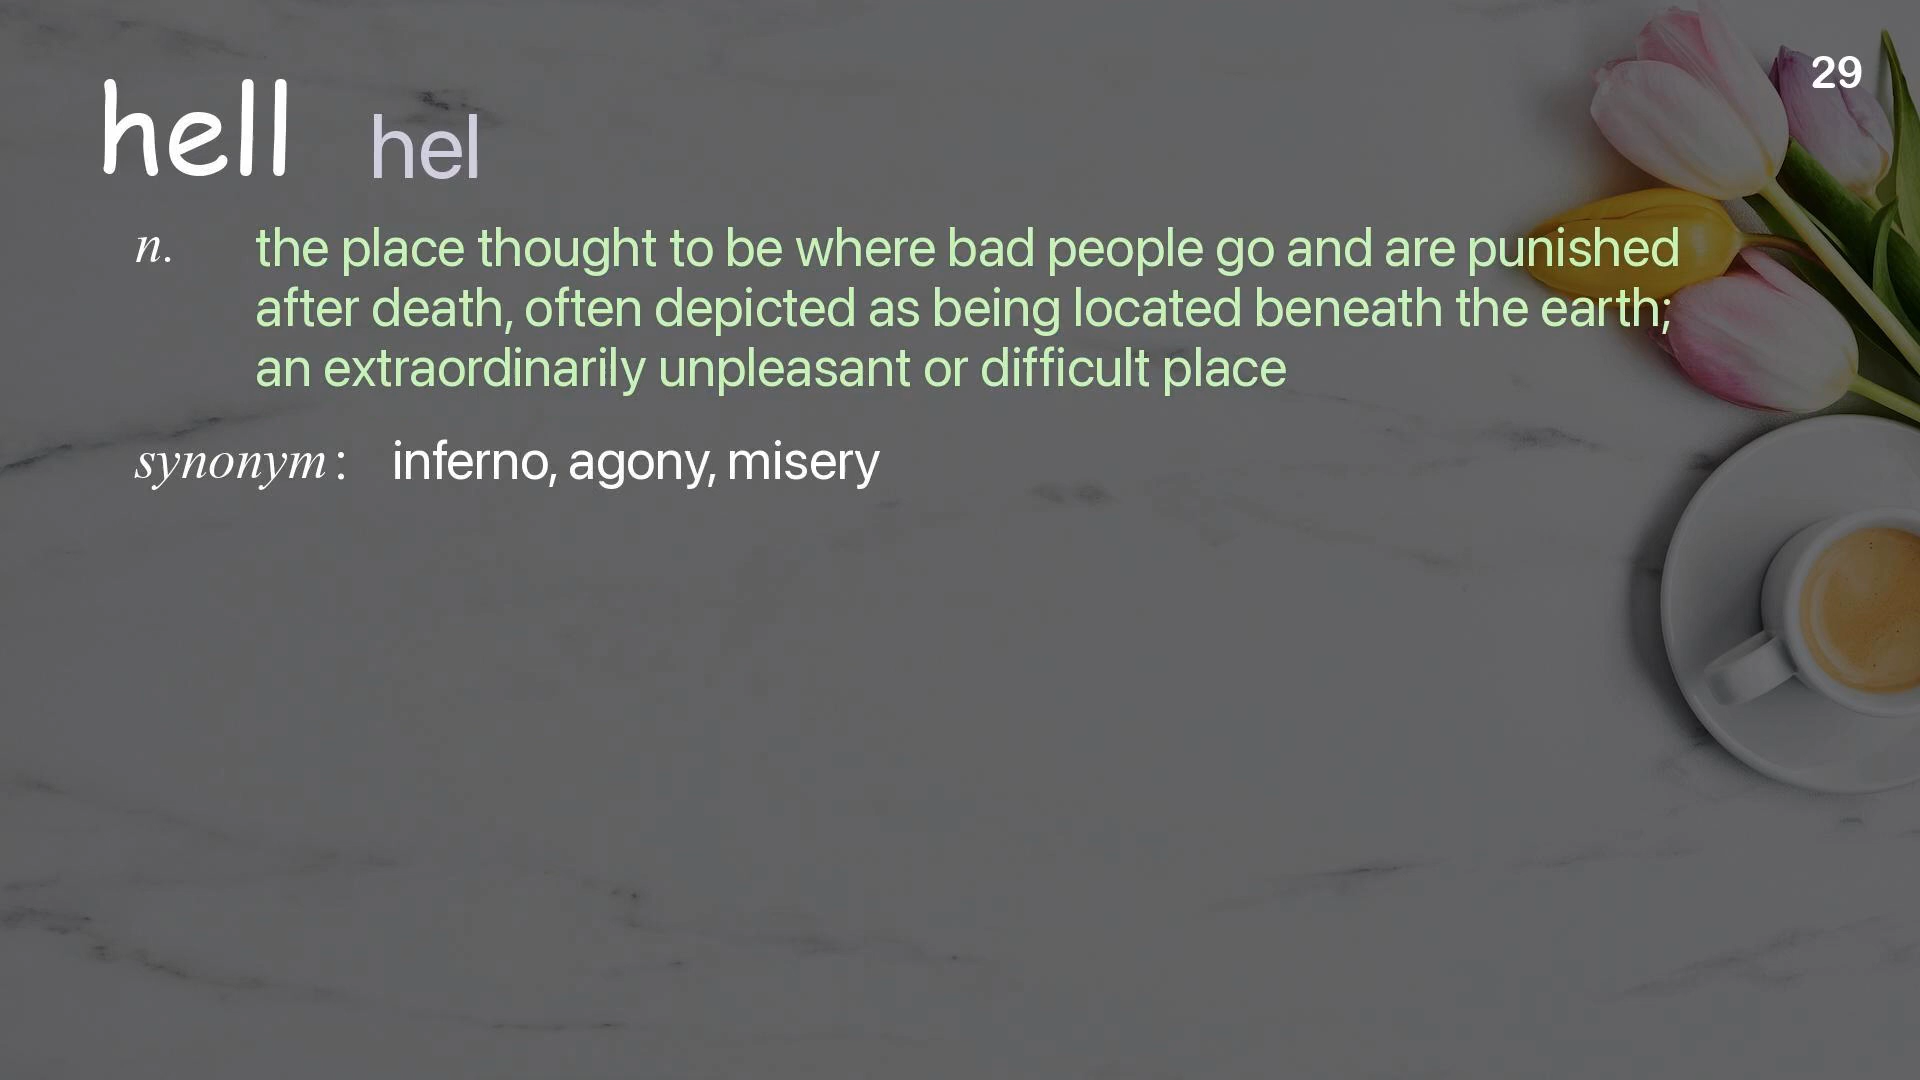 29
hell hel
n. the place thought to be where bad people go and are punished
after death, often depicted as being located beneath the earth;
an extraordinarily unpleasant or difficult place
synonym: inferno, agony, misery